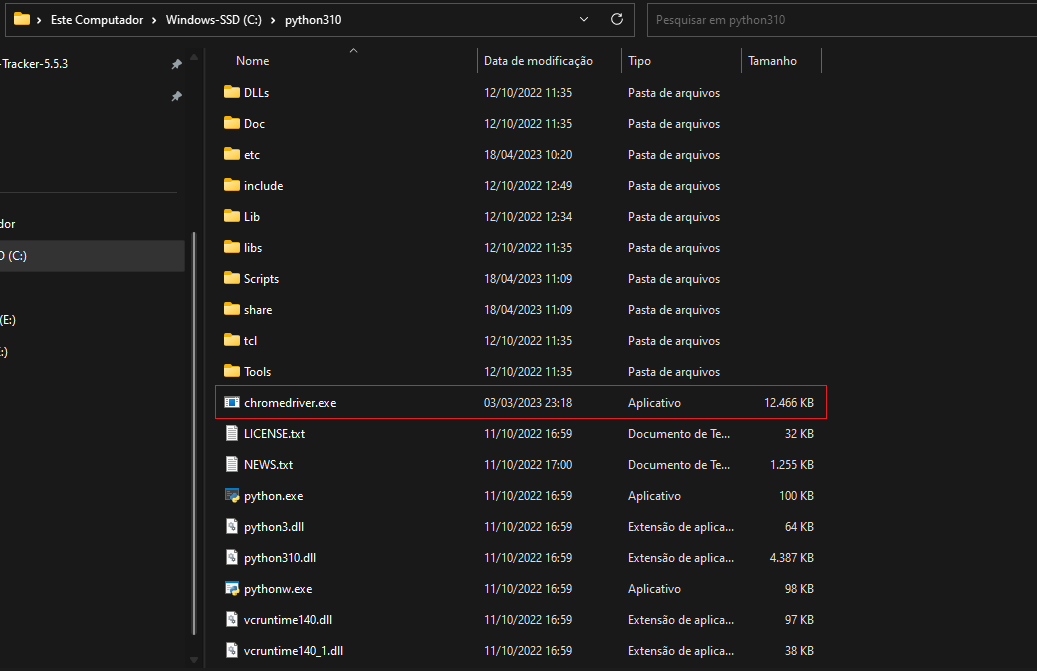 Este Computador > Windows-SSD (C:) > python310
Pesquisar em python310
-Tracker-5.5.3
dor
D (C:)
(E:)
:)
Nome Data de modificação Tipo Tamanho
DLLs 12/10/2022 11:35 Pasta de arquivos
Doc 12/10/2022 11:35 Pasta de arquivos
etc 18/04/2023 10:20 Pasta de arquivos
include 12/10/2022 12:49 Pasta de arquivos
Lib 12/10/2022 12:34 Pasta de arquivos
libs 12/10/2022 11:35 Pasta de arquivos
Scripts 18/04/2023 11:09 Pasta de arquivos
share 18/04/2023 11:09 Pasta de arquivos
tcl 12/10/2022 11:35 Pasta de arquivos
Tools 12/10/2022 11:35 Pasta de arquivos
chromedriver.exe 03/03/2023 23:18 Aplicativo 12.466 KB
LICENSE.txt 11/10/2022 16:59 Documento de Te... 32 KB
NEWS.txt 11/10/2022 17:00 Documento de Te... 1.255 KB
python.exe 11/10/2022 16:59 Aplicativo 100 KB
python3.dll 11/10/2022 16:59 Extensão de aplica... 64 KB
python310.dll 11/10/2022 16:59 Extensão de aplica... 4.387 KB
pythonw.exe 11/10/2022 16:59 Aplicativo 98 KB
vcruntime140.dll 11/10/2022 16:59 Extensão de aplica... 97 KB
vcruntime140_1.dll 11/10/2022 16:59 Extensão de aplica... 38 KB